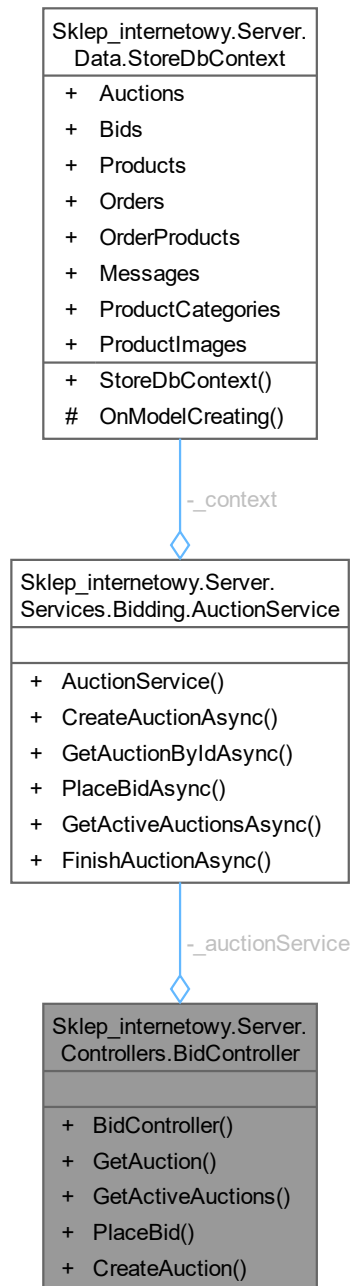 Sklep_internetowy.Server.
Data.StoreDbContext
+ Auctions
+ Bids
+ Products
+ Orders
+ OrderProducts
+ Messages
+ ProductCategories
+ ProductImages
+ StoreDbContext()
# OnModelCreating()
-_context
Sklep_internetowy.Server.
Services.Bidding.AuctionService
+ AuctionService()
+ CreateAuctionAsync()
+ GetAuctionByIdAsync()
+ PlaceBidAsync()
+ GetActiveAuctionsAsync()
+ FinishAuctionAsync()
-_auctionService
Sklep_internetowy.Server.
Controllers.BidController
+ BidController()
+ GetAuction()
+ GetActiveAuctions()
+ PlaceBid()
+ CreateAuction()